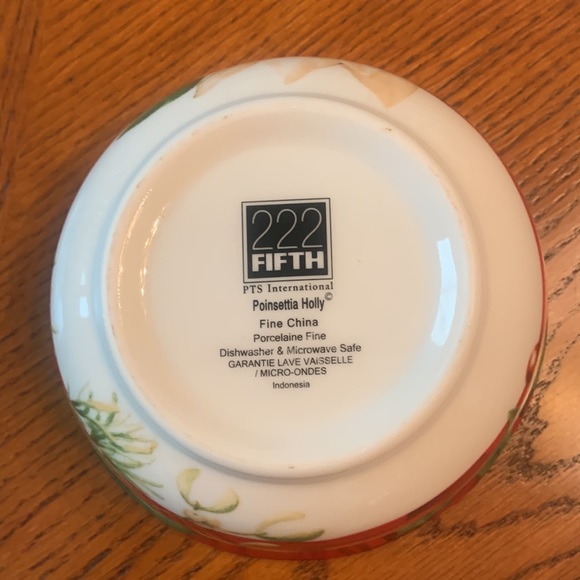 222
FIFTH
PTS International
Poinsettia Holly©
Fine China
Porcelaine Fine
Dishwasher & Microwave Safe
GARANTIE LAVE VAISSELLE
/ MICRO-ONDES
Indonesia